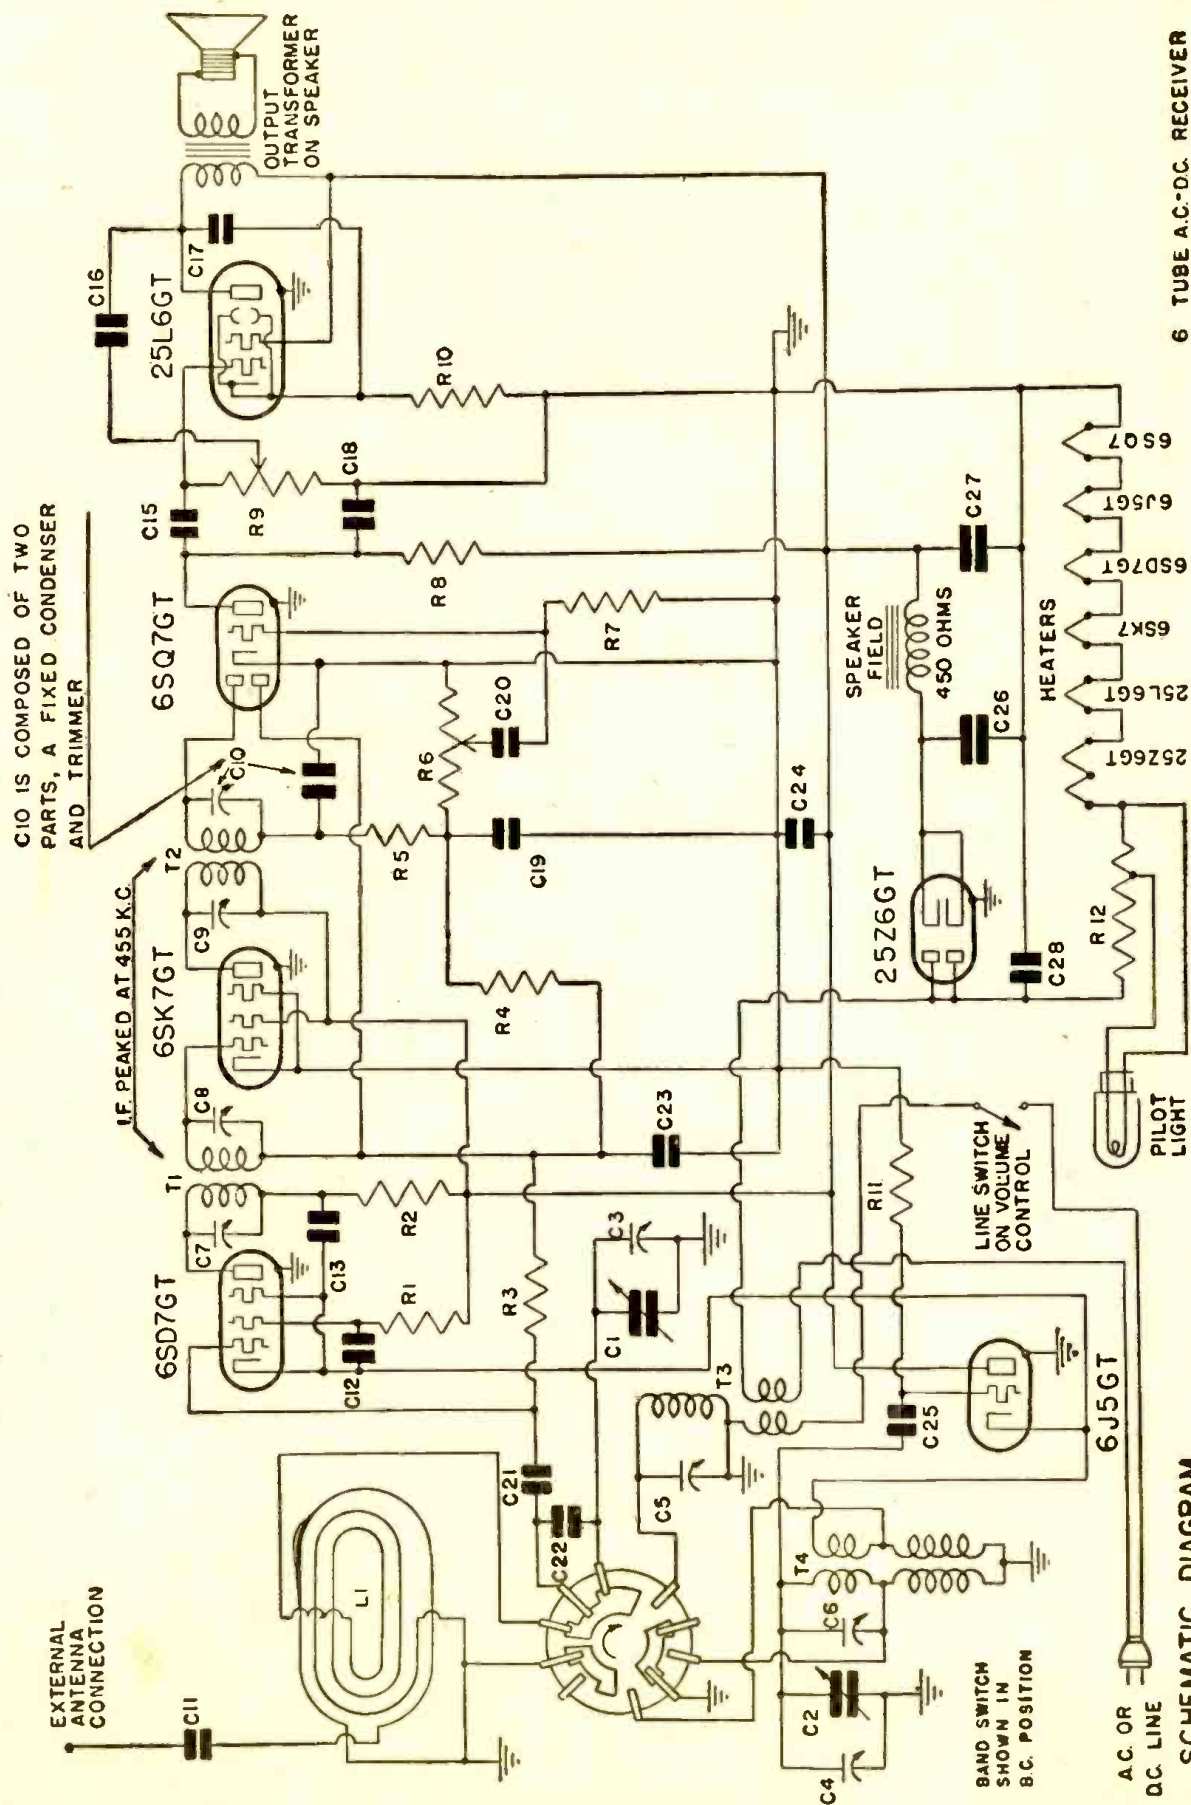 C10 IS COMPOSED OF TWO
PARTS, A FIXED CONDENSER
AND TRIMMER
I.F. PEAKED AT 455 K.C.
EXTERNAL
ANTENNA
CONNECTION
C11
L1
6SD7GT
C7
T1
C8
6SK7GT
C9
T2
C10
6SQ7GT
C15
C16
25L6GT
C17
OUTPUT
TRANSFORMER
ON SPEAKER
C12
C13
R1
R2
R3
R4
R5
R6
C20
R7
R8
R9
C18
R10
C21
C22
C1
C3
C23
C19
C24
C5
T3
C2
C4
C6
T4
C25
6J5GT
R11
LINE SWITCH
ON VOLUME
CONTROL
25Z6GT
C28
C26
SPEAKER
FIELD
450 OHMS
C27
HEATERS
25Z6GT
25L6GT
6SK7
6SD7GT
6J5GT
6SQ7
R12
PILOT
LIGHT
BAND SWITCH
SHOWN IN
B.C. POSITION
A.C. OR
D.C. LINE
SCHEMATIC DIAGRAM
6 TUBE A.C.-D.C. RECEIVER